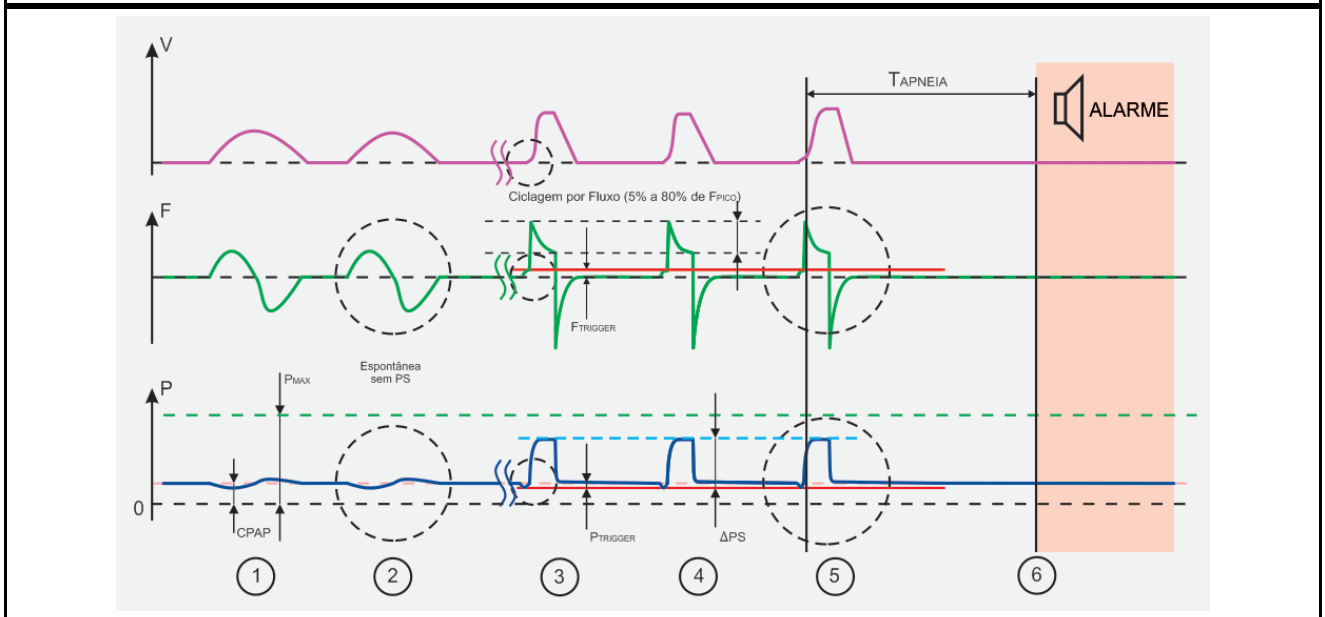 V
TAPNEIA
ALARME
Ciclagem por Fluxo (5% a 80% de FPICO)
F
FTRIGGER
Espontânea
sem PS
PMAX
P
0
CPAP
PTRIGGER
ΔPS
1
2
3
4
5
6